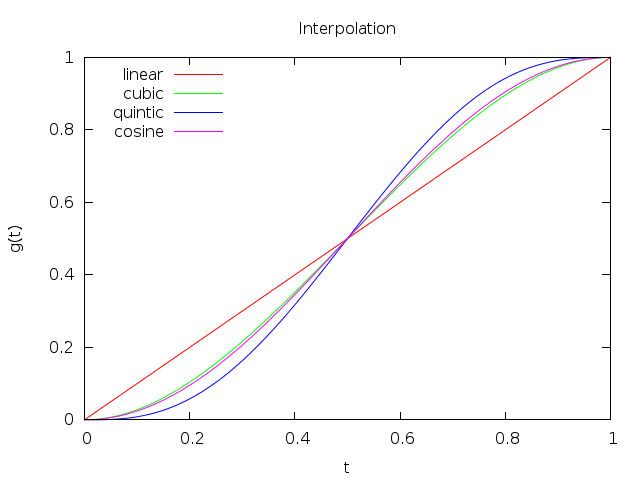 Interpolation
1
linear
cubic
quintic
cosine
0.8
0.6
g(t)
0.4
0.2
0
0 0.2 0.4 0.6 0.8 1
t